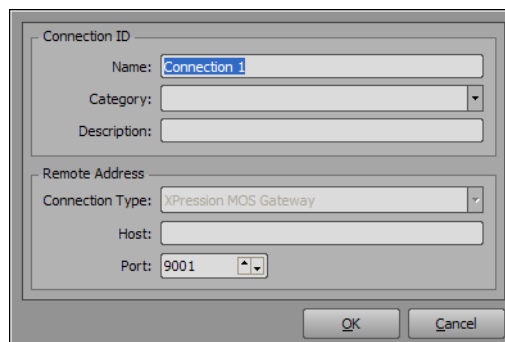 Connection ID
Name: Connection 1
Category:
Description:
Remote Address
Connection Type: XPression MOS Gateway
Host:
Port: 9001
OK Cancel